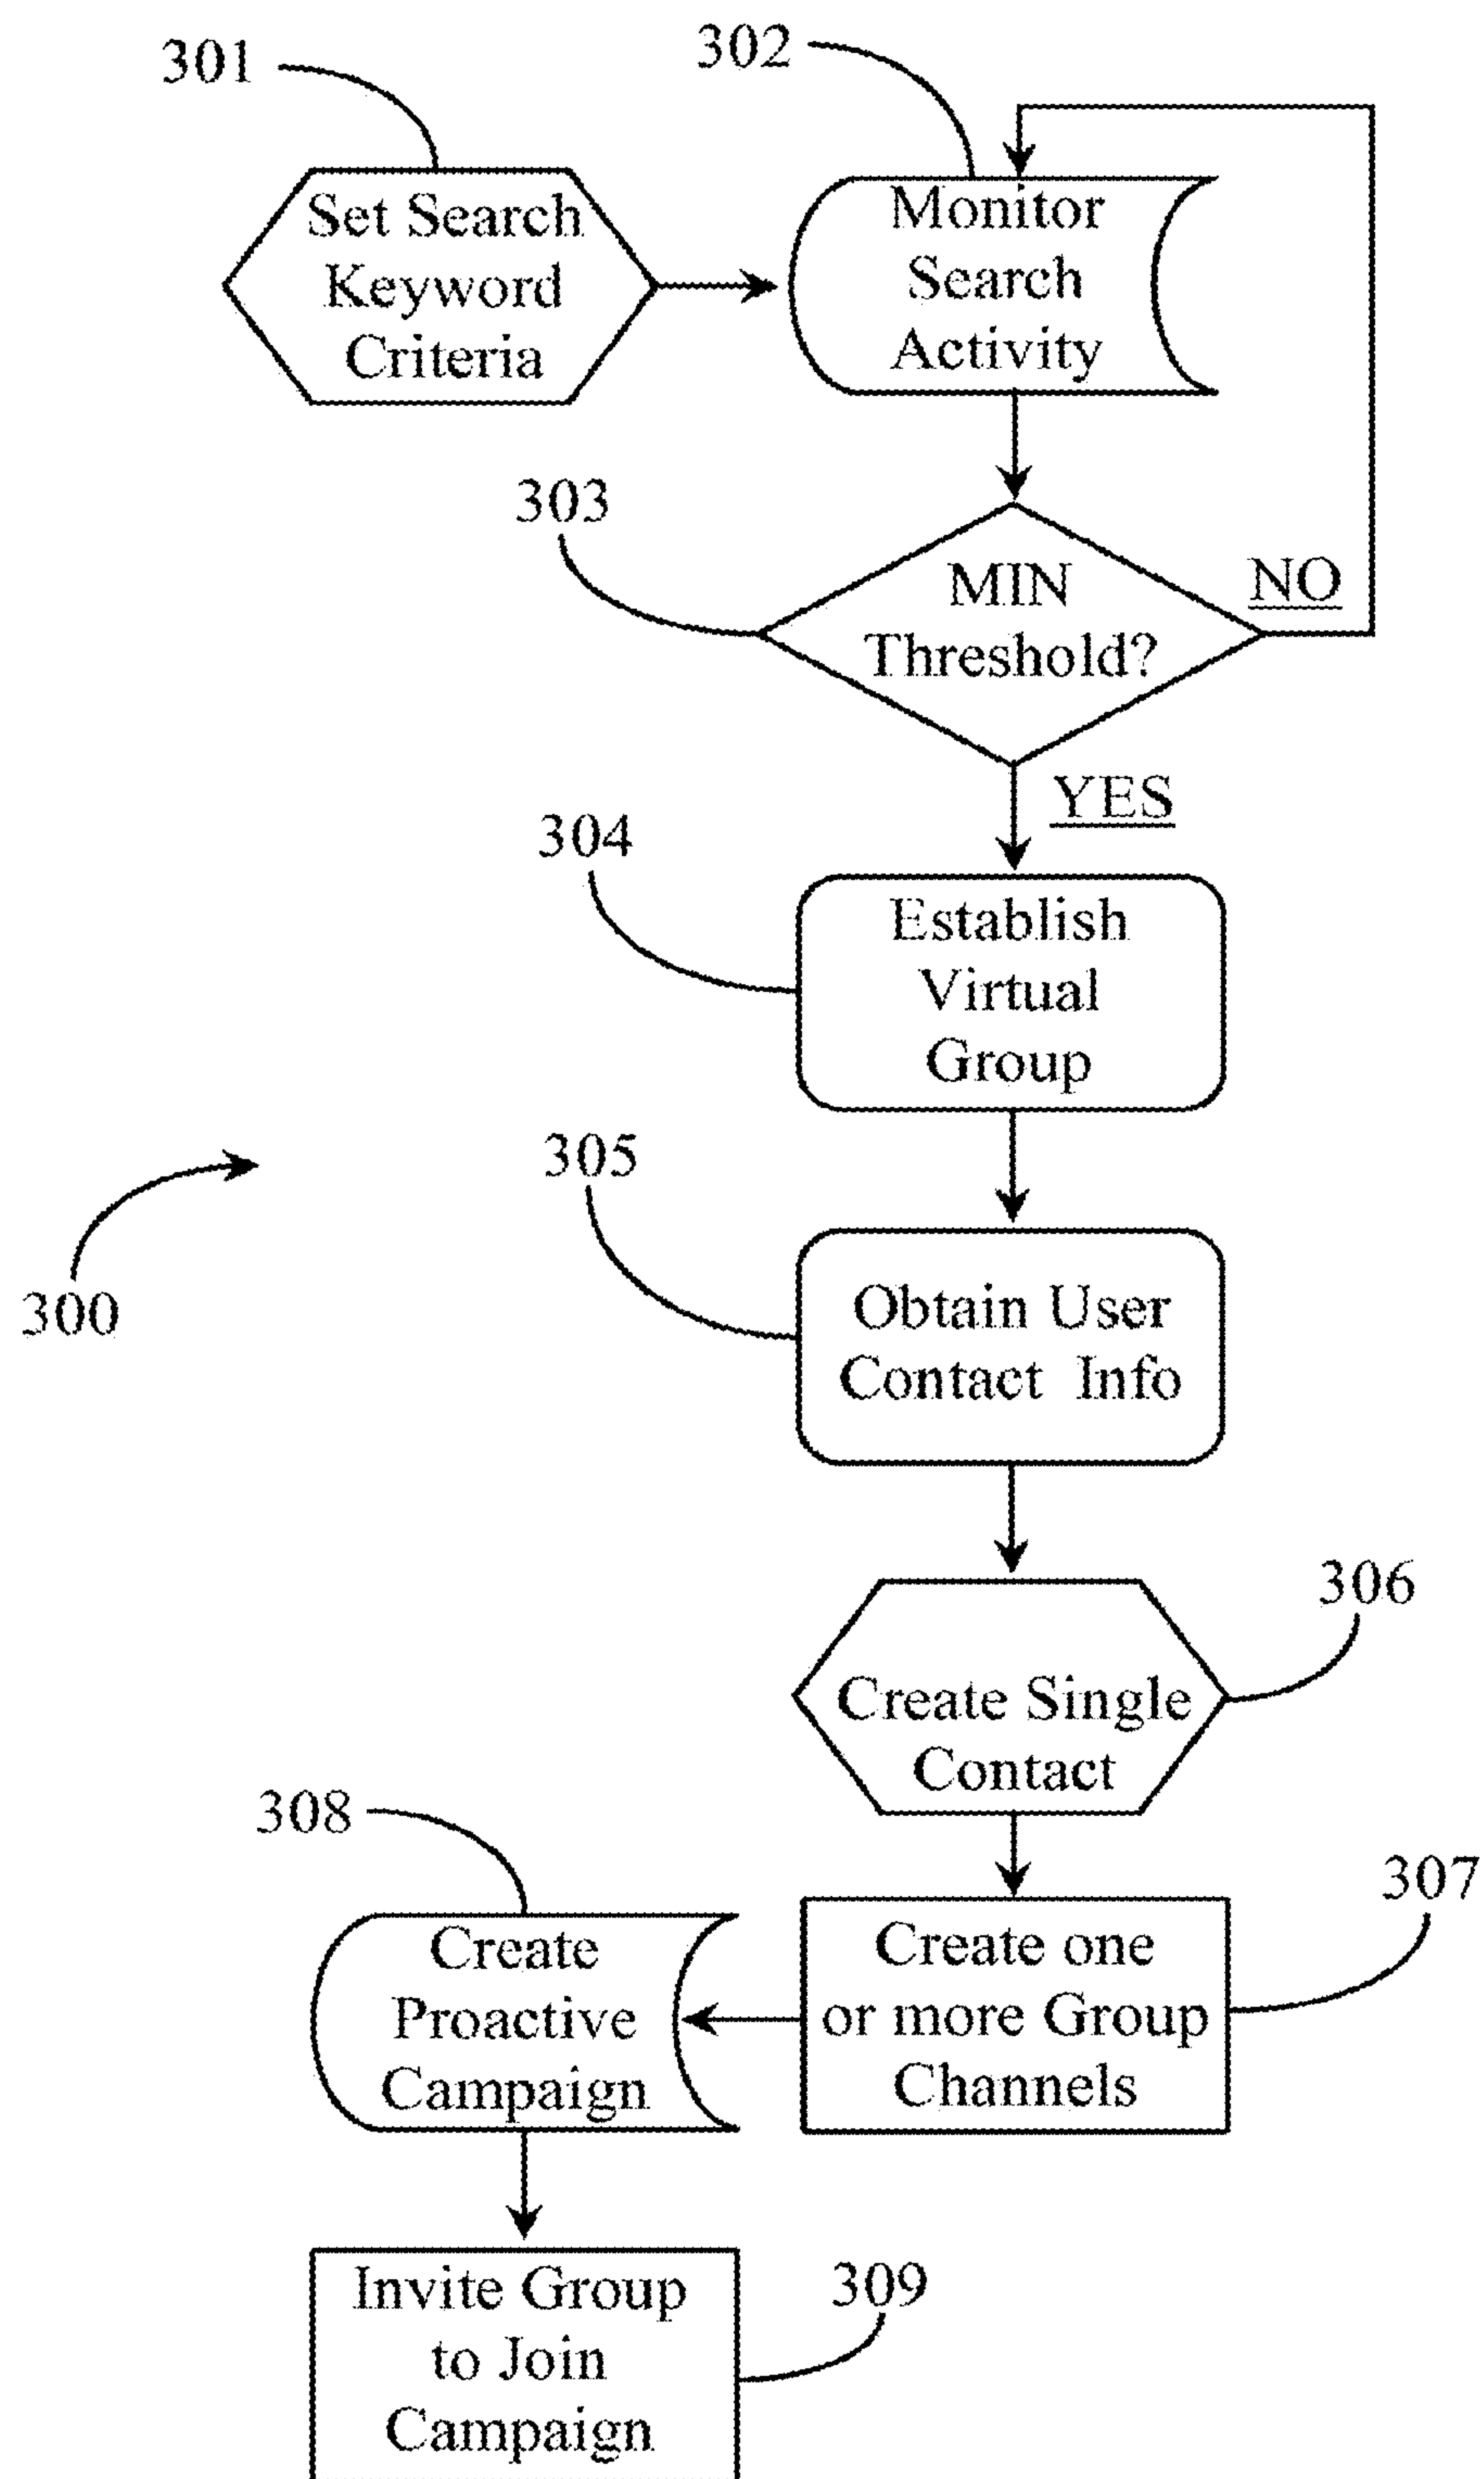 301
302
Set Search
Keyword
Criteria
Monitor
Search
Activity
303
MIN
Threshold?
NO
YES
304
Establish
Virtual
Group
305
300
Obtain User
Contact Info
306
Create Single
Contact
308
307
Create
Proactive
Campaign
Create one
or more Group
Channels
Invite Group
to Join
Campaign
309